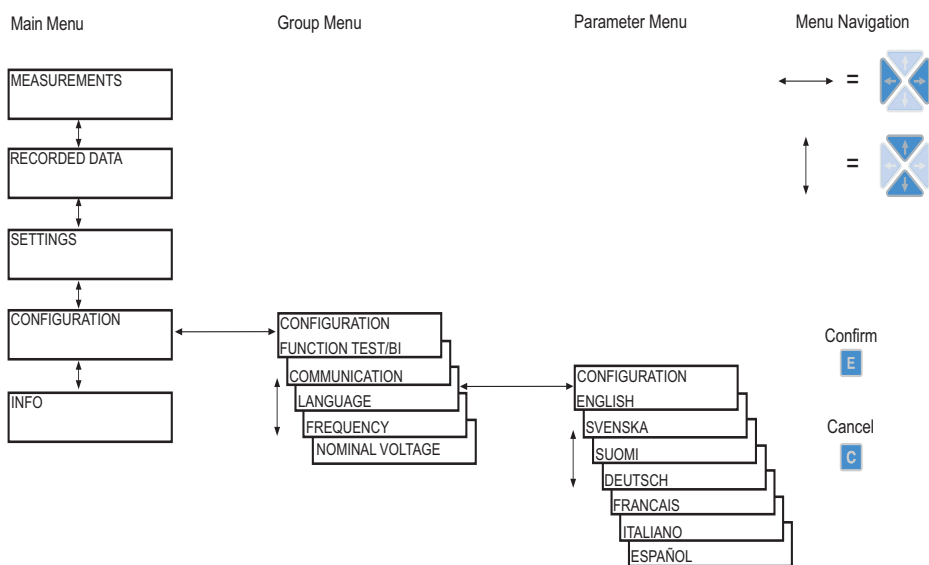 Main Menu
Group Menu
Parameter Menu
Menu Navigation
MEASUREMENTS
=
RECORDED DATA
=
SETTINGS
CONFIGURATION
CONFIGURATION
FUNCTION TEST/BI
COMMUNICATION
LANGUAGE
FREQUENCY
NOMINAL VOLTAGE
CONFIGURATION
ENGLISH
SVENSKA
SUOMI
DEUTSCH
FRANCAIS
ITALIANO
ESPAÑOL
Confirm
E
Cancel
C
INFO